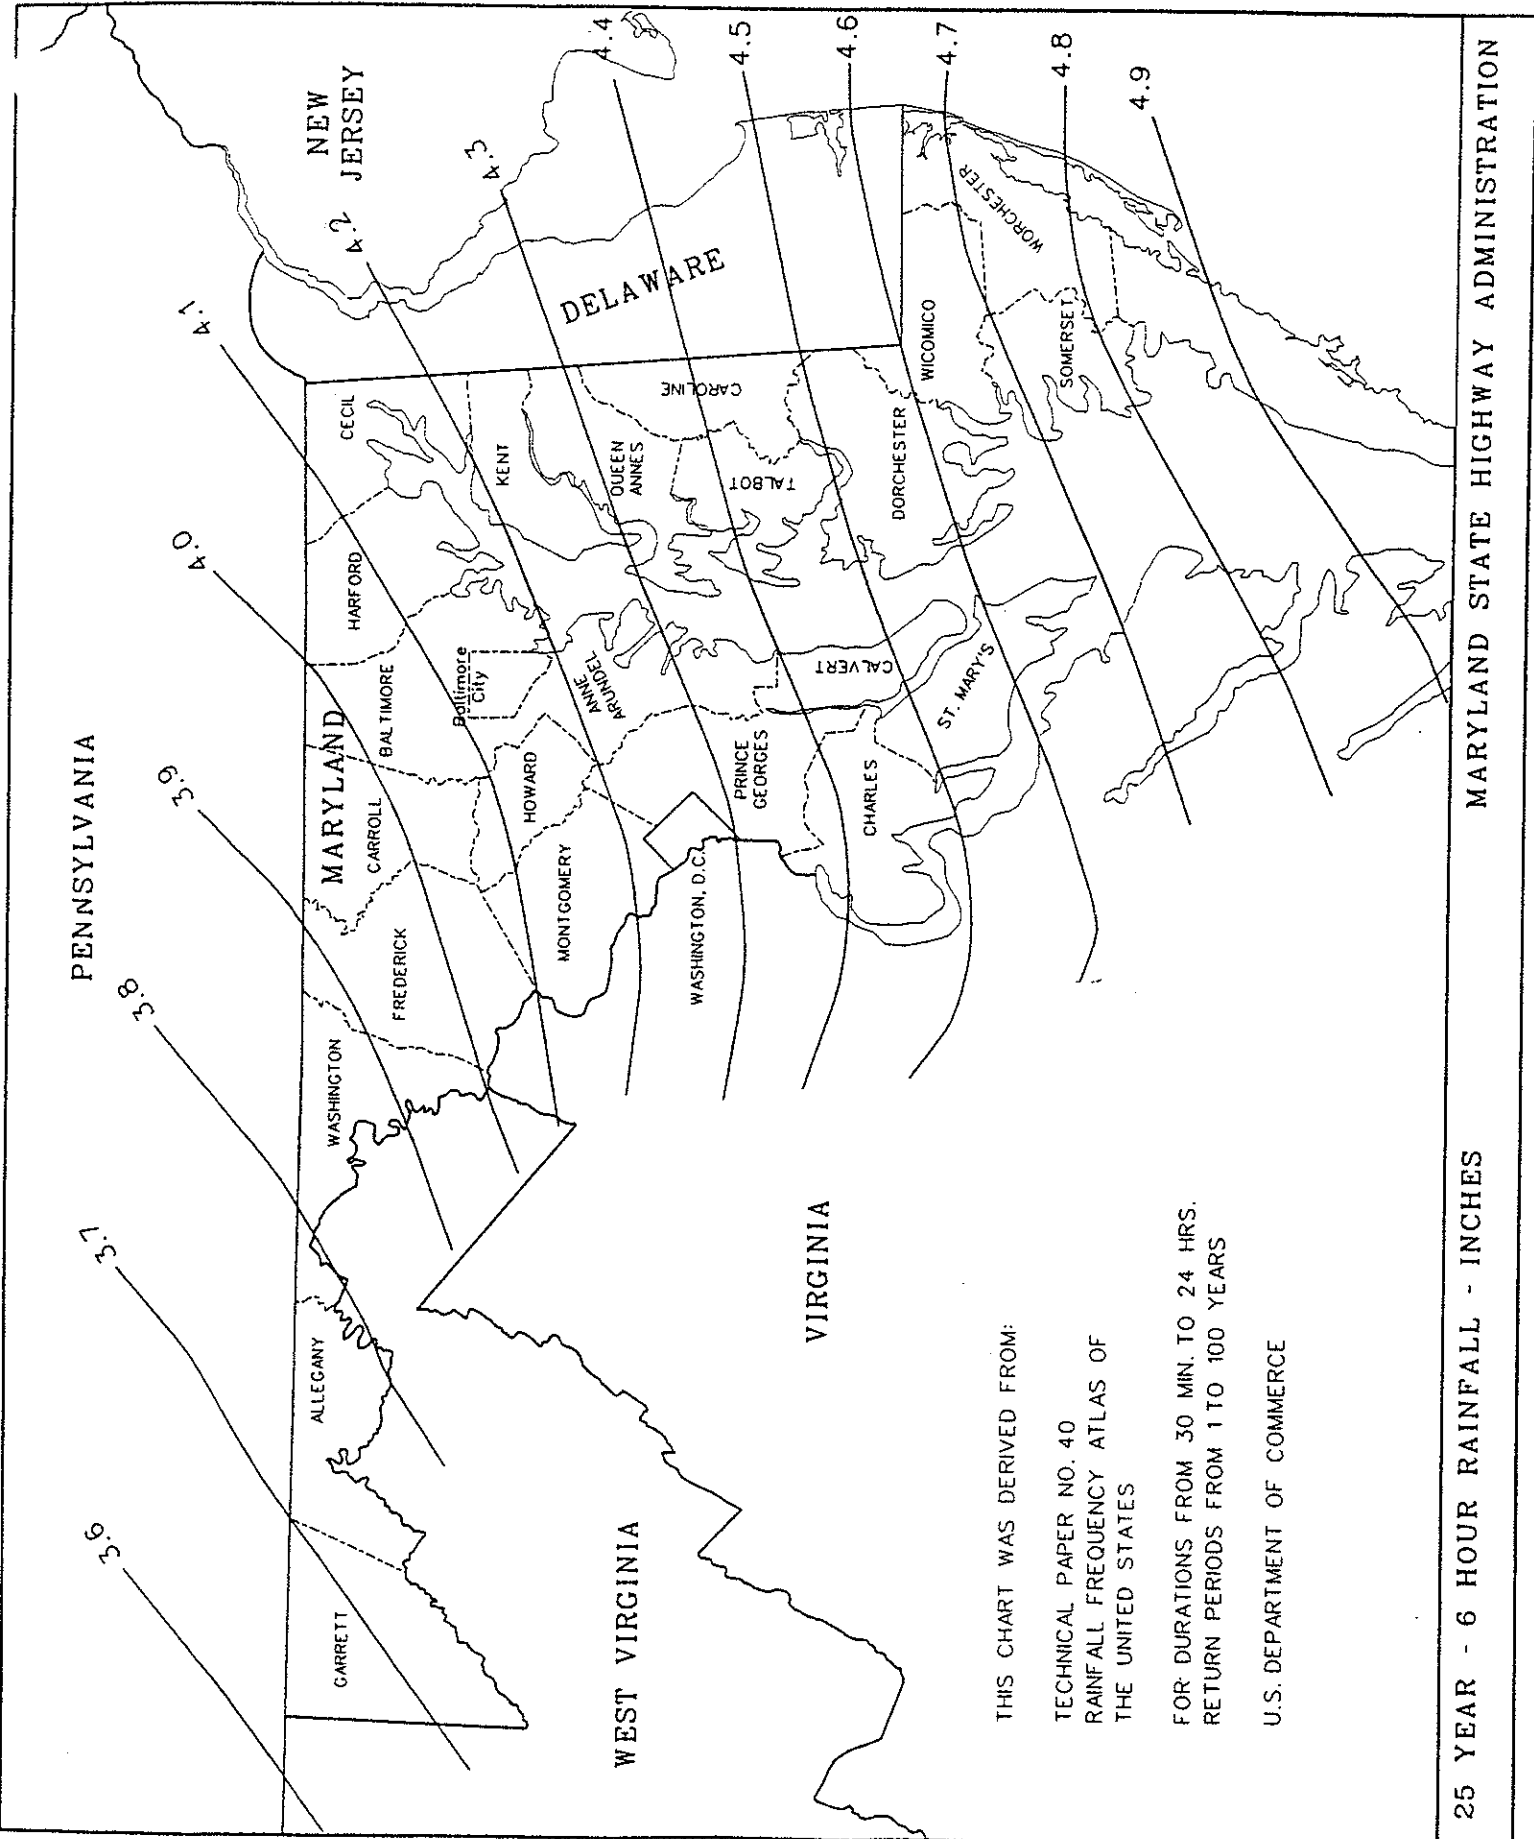 PENNSYLVANIA
NEW
JERSEY
3.6
3.7
3.8
3.9
4.0
4.1
4.2
4.3
4.4
4.5
4.6
4.7
4.8
4.9
MARYLAND
GARRETT
ALLEGANY
WASHINGTON
FREDERICK
CARROLL
BALTIMORE
HARFORD
CECIL
Baltimore
City
HOWARD
MONTGOMERY
KENT
ANNE
ARUNDEL
QUEEN
ANNES
DELAWARE
WASHINGTON, D.C.
PRINCE
GEORGES
TALBOT
CAROLINE
CALVERT
CHARLES
DORCHESTER
WICOMICO
ST. MARY'S
SOMERSET
WORCHESTER
WEST VIRGINIA
VIRGINIA
THIS CHART WAS DERIVED FROM:
TECHNICAL PAPER NO. 40
RAINFALL FREQUENCY ATLAS OF
THE UNITED STATES
FOR DURATIONS FROM 30 MIN. TO 24 HRS.
RETURN PERIODS FROM 1 TO 100 YEARS
U.S. DEPARTMENT OF COMMERCE
25 YEAR - 6 HOUR RAINFALL - INCHES
MARYLAND STATE HIGHWAY ADMINISTRATION